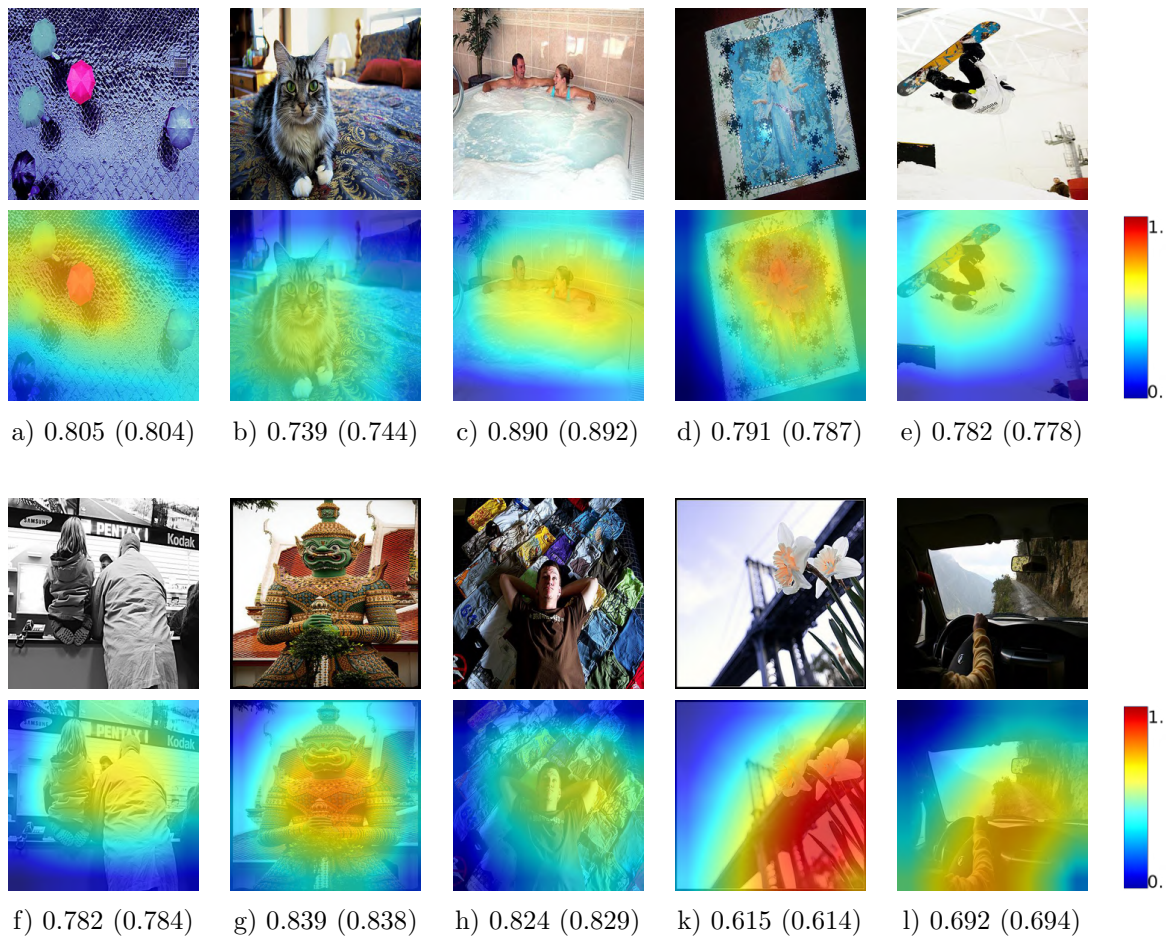 1.
0.
a) 0.805 (0.804) b) 0.739 (0.744) c) 0.890 (0.892) d) 0.791 (0.787) e) 0.782 (0.778)
SAMSUNG PENTAX Kodak
PENTAX Kodak
1.
0.
f) 0.782 (0.784) g) 0.839 (0.838) h) 0.824 (0.829) k) 0.615 (0.614) l) 0.692 (0.694)